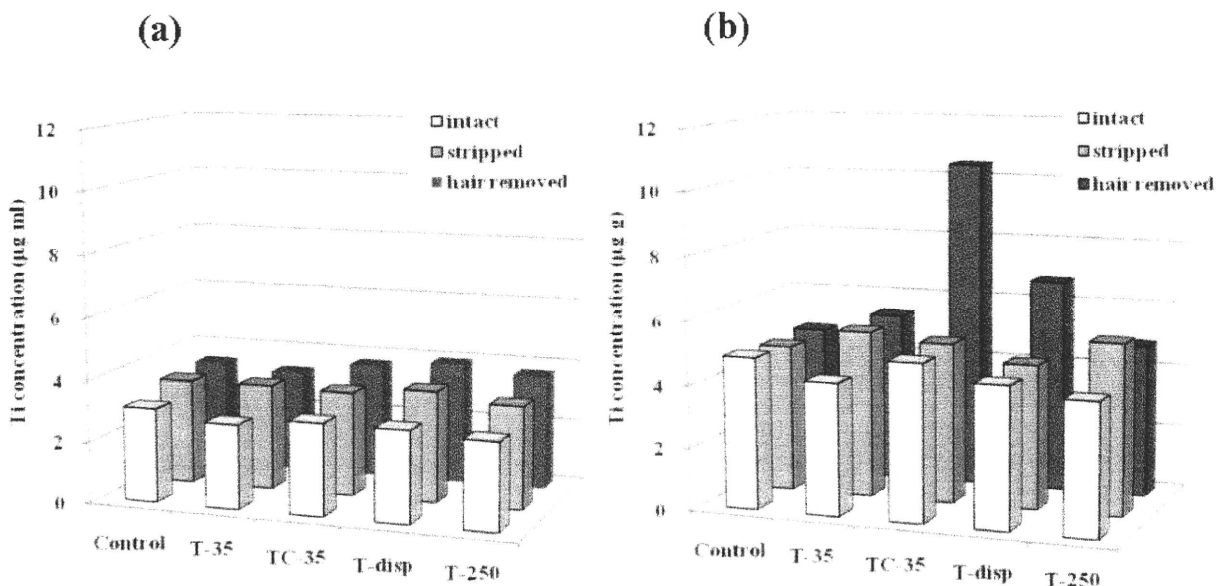 (a)
12
10
8
6
4
2
0
Ti concentration (μg ml)
intact
stripped
hair removed
Control
T-35
TC-35
T-disp
T-250
(b)
12
10
8
6
4
2
0
Ti concentration (μg g)
intact
stripped
hair removed
Control
T-35
TC-35
T-disp
T-250